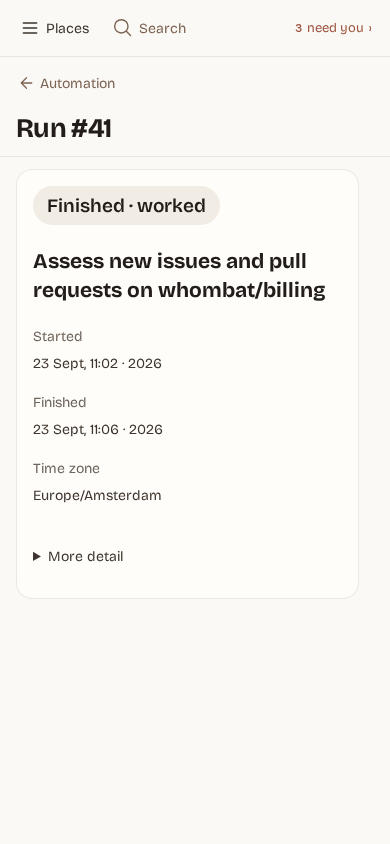 Places
Search
3 need you ›
Automation
Run #41
Finished · worked
Assess new issues and pull
requests on whombat/billing
Started
23 Sept, 11:02 · 2026
Finished
23 Sept, 11:06 · 2026
Time zone
Europe/Amsterdam
More detail